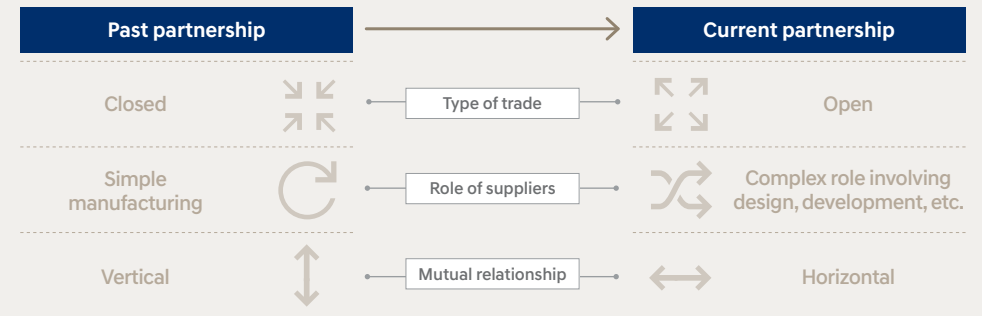 Past partnership
Current partnership
Closed
Type of trade
Open
Simple
manufacturing
Role of suppliers
Complex role involving
design, development, etc.
Vertical
Mutual relationship
Horizontal